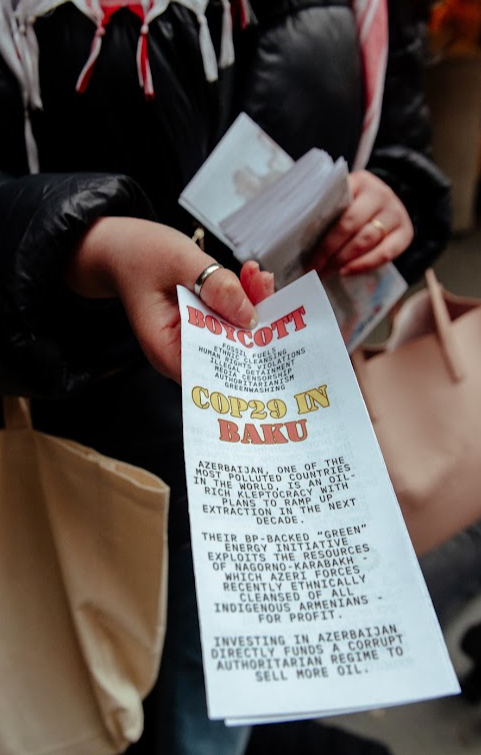 BOYCOTT
FOSSIL FUELS
ETHNIC CLEANSATIONS
HUMAN RIGHTS VIOLATIONS
ILLEGAL DETAINMENT
MEDIA CENSORSHIP
AUTHORITARIANISM
GREENWASHING
COP29 IN
BAKU
AZERBAIJAN, ONE OF THE
MOST POLLUTED COUNTRIES
IN THE WORLD, IS AN OIL-
RICH KLEPTOCRACY WITH
PLANS TO RAMP UP
EXTRACTION IN THE NEXT
DECADE.
THEIR BP-BACKED "GREEN"
ENERGY INITIATIVE
EXPLOITS THE RESOURCES
OF NAGORNO-KARABAKH -
WHICH AZERI FORCES
RECENTLY ETHNICALLY
CLEANSED OF ALL
INDIGENOUS ARMENIANS -
FOR PROFIT.
INVESTING IN AZERBAIJAN
DIRECTLY FUNDS A CORRUPT
AUTHORITARIAN REGIME TO
SELL MORE OIL.